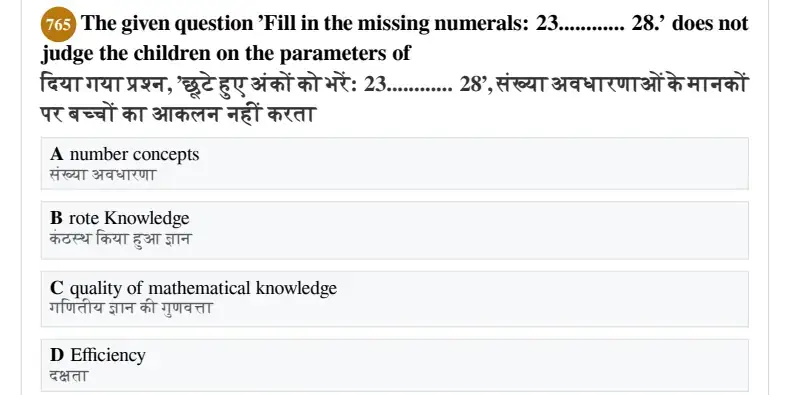 765 The given question ’Fill in the missing numerals: 23............ 28.’ does not
judge the children on the parameters of
दिया गया प्रश्न, ’छूटे हुए अंकों को भरें: 23............ 28’, संख्या अवधारणाओं के मानकों
पर बच्चों का आकलन नहीं करता
A number concepts
संख्या अवधारणा
B rote Knowledge
कंठस्थ किया हुआ ज्ञान
C quality of mathematical knowledge
गणितीय ज्ञान की गुणवत्ता
D Efficiency
दक्षता